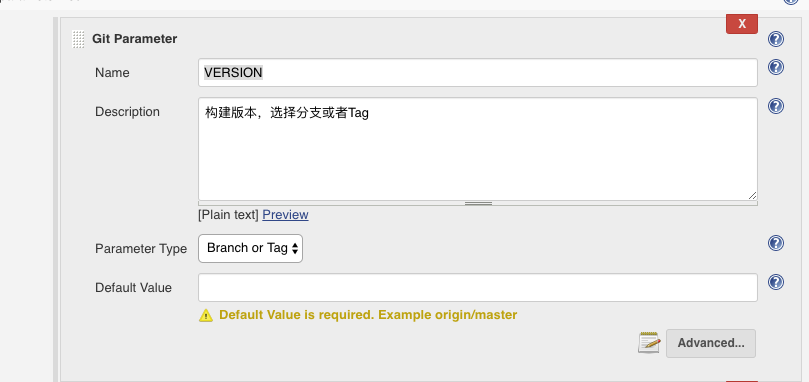 X
Git Parameter
Name
VERSION
Description
构建版本，选择分支或者Tag
[Plain text] Preview
Parameter Type
Branch or Tag
Default Value
Default Value is required. Example origin/master
Advanced...